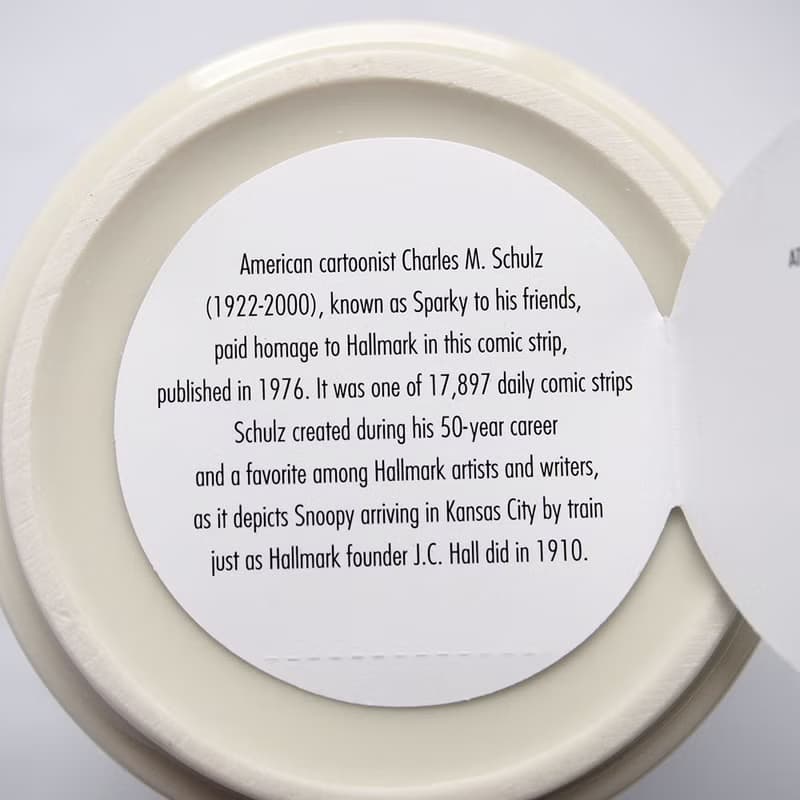 American cartoonist Charles M. Schulz
(1922-2000), known as Sparky to his friends,
paid homage to Hallmark in this comic strip,
published in 1976. It was one of 17,897 daily comic strips
Schulz created during his 50-year career
and a favorite among Hallmark artists and writers,
as it depicts Snoopy arriving in Kansas City by train
just as Hallmark founder J.C. Hall did in 1910.